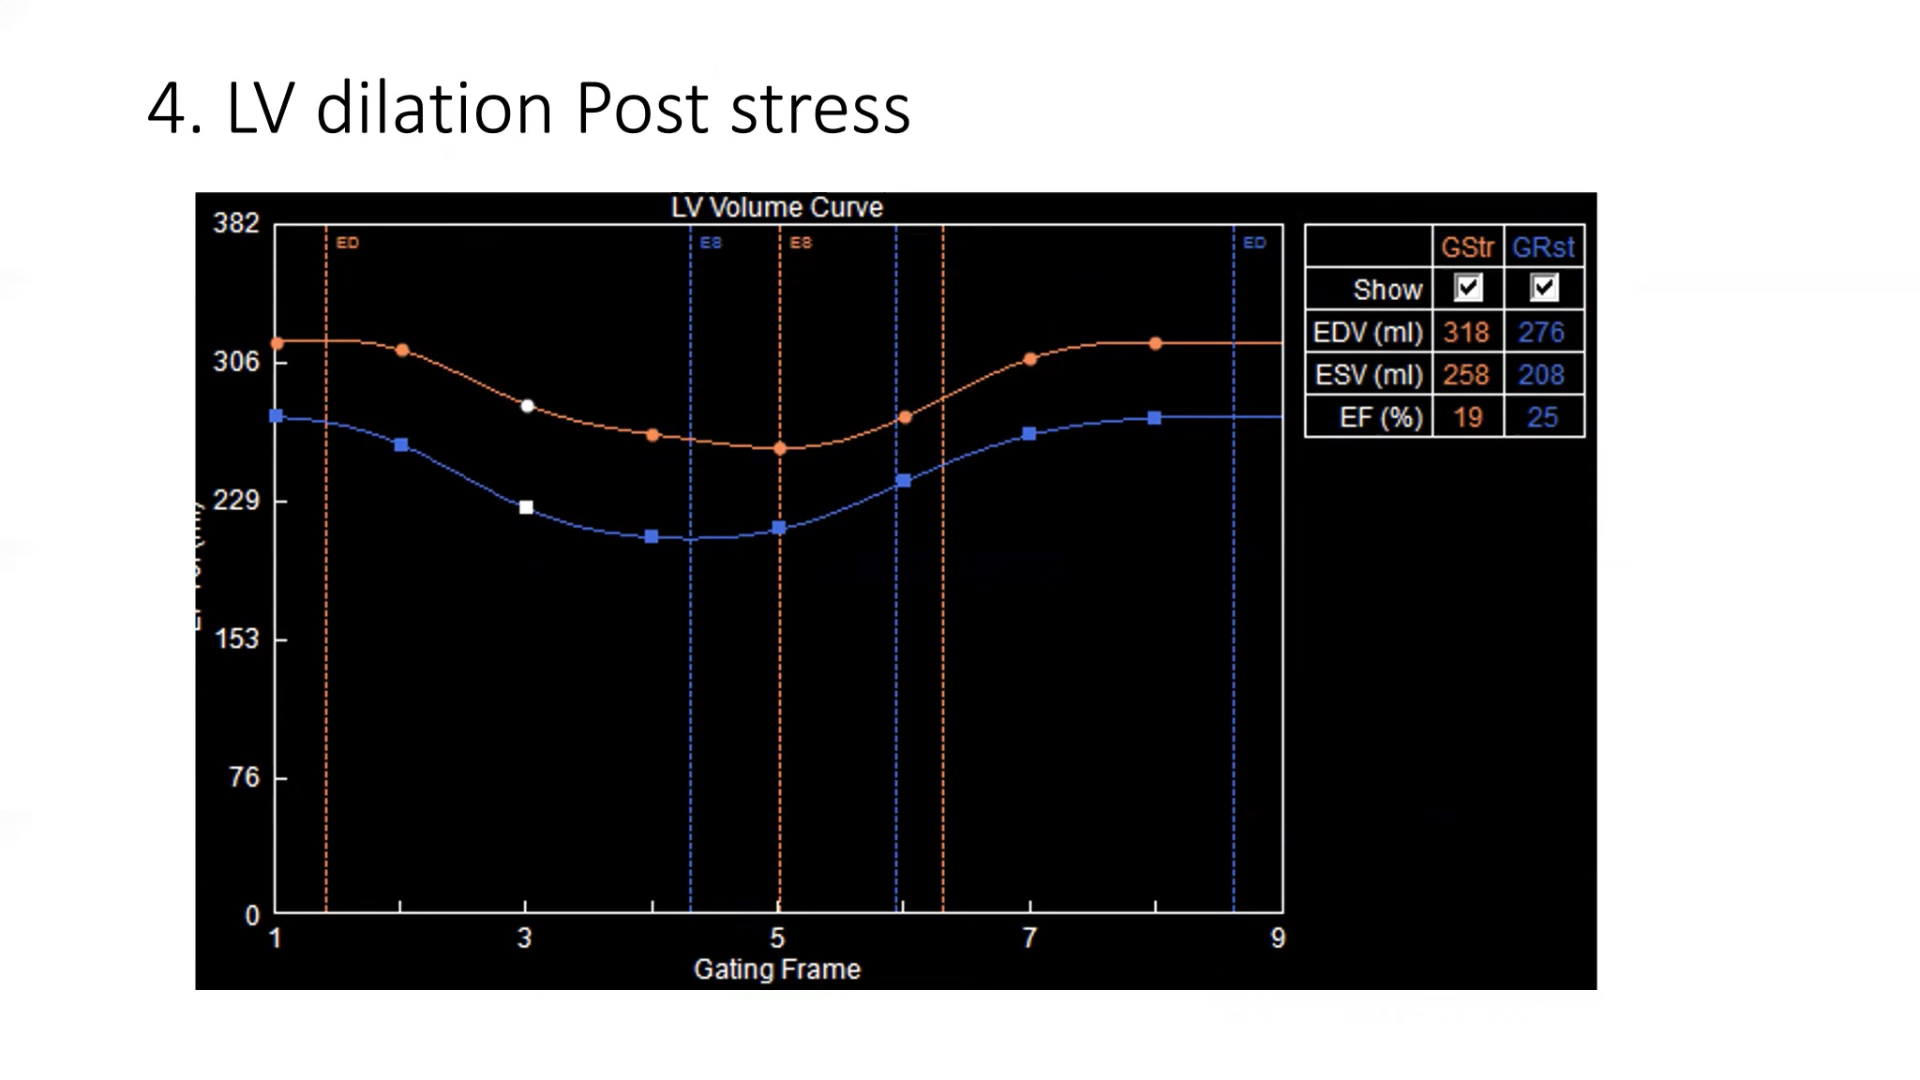 4. LV dilation Post stress
LV Volume Curve
382
306
229
153
76
0
ED
ES
ES
ED
1 3 5 7 9
Gating Frame
GStr GRst
Show
EDV (ml) 318 276
ESV (ml) 258 208
EF (%) 19 25